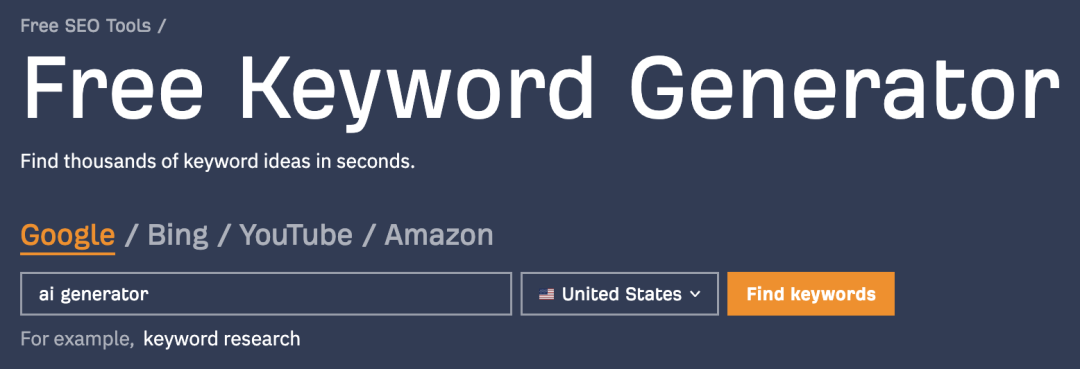 Free SEO Tools /
Free Keyword Generator
Find thousands of keyword ideas in seconds.
Google / Bing / YouTube / Amazon
ai generator United States Find keywords
For example, keyword research